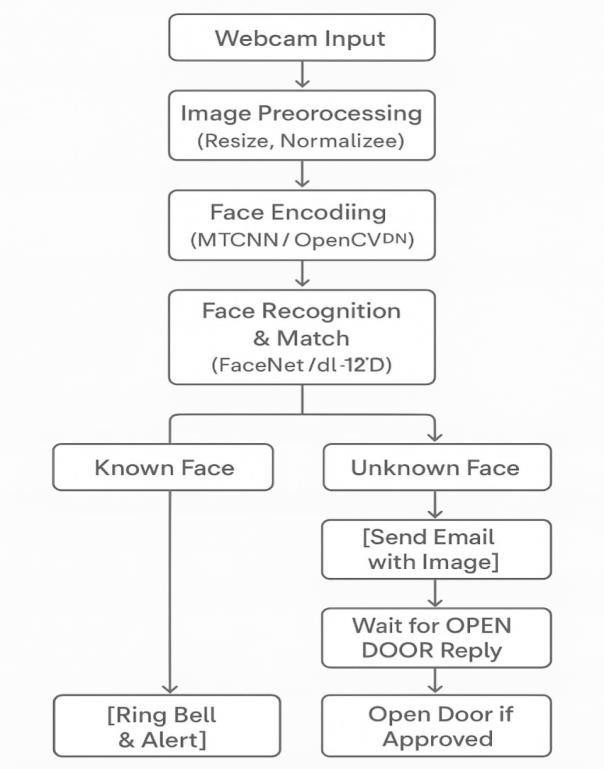 Webcam Input
Image Preorocessing
(Resize, Normalizee)
Face Encodiing
(MTCNN / OpenCVDN)
Face Recognition
& Match
(FaceNet /dl-12'D)
Known Face
Unknown Face
[Send Email
with Image]
Wait for OPEN
DOOR Reply
[Ring Bell
& Alert]
Open Door if
Approved